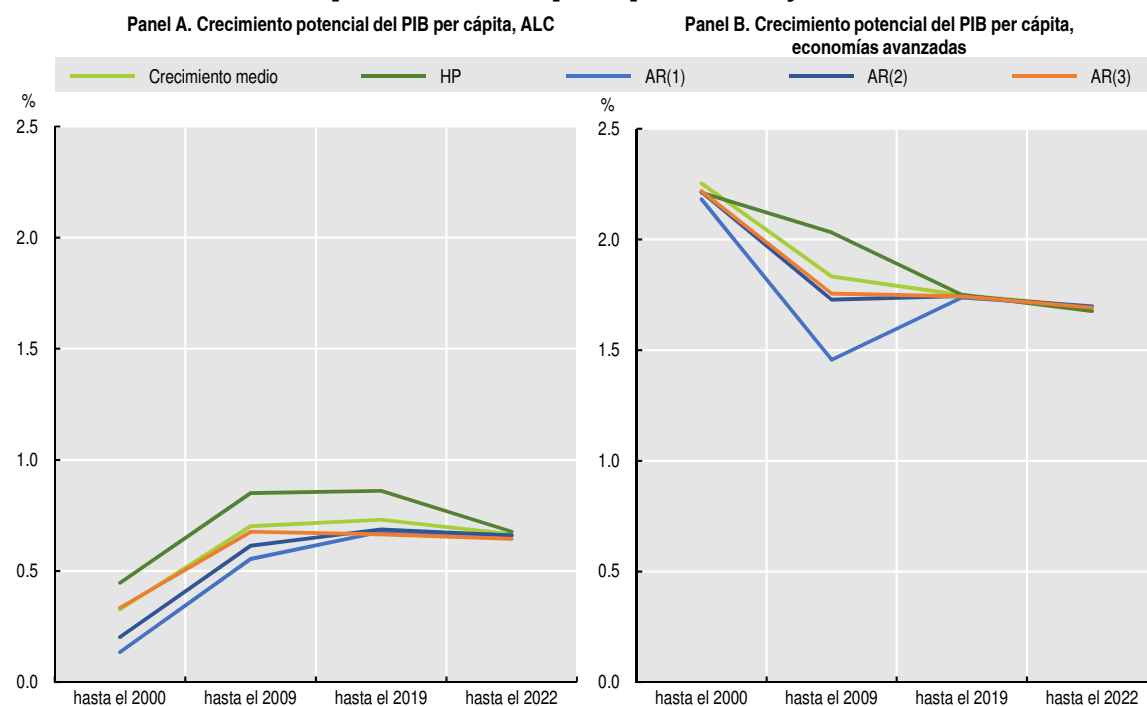 Panel A. Crecimiento potencial del PIB per cápita, ALC
Panel B. Crecimiento potencial del PIB per cápita,
economías avanzadas
Crecimiento medio
HP
AR(1)
AR(2)
AR(3)
%
2.5
2.0
1.5
1.0
0.5
0.0
hasta el 2000
hasta el 2009
hasta el 2019
hasta el 2022
%
2.5
2.0
1.5
1.0
0.5
0.0
hasta el 2000
hasta el 2009
hasta el 2019
hasta el 2022